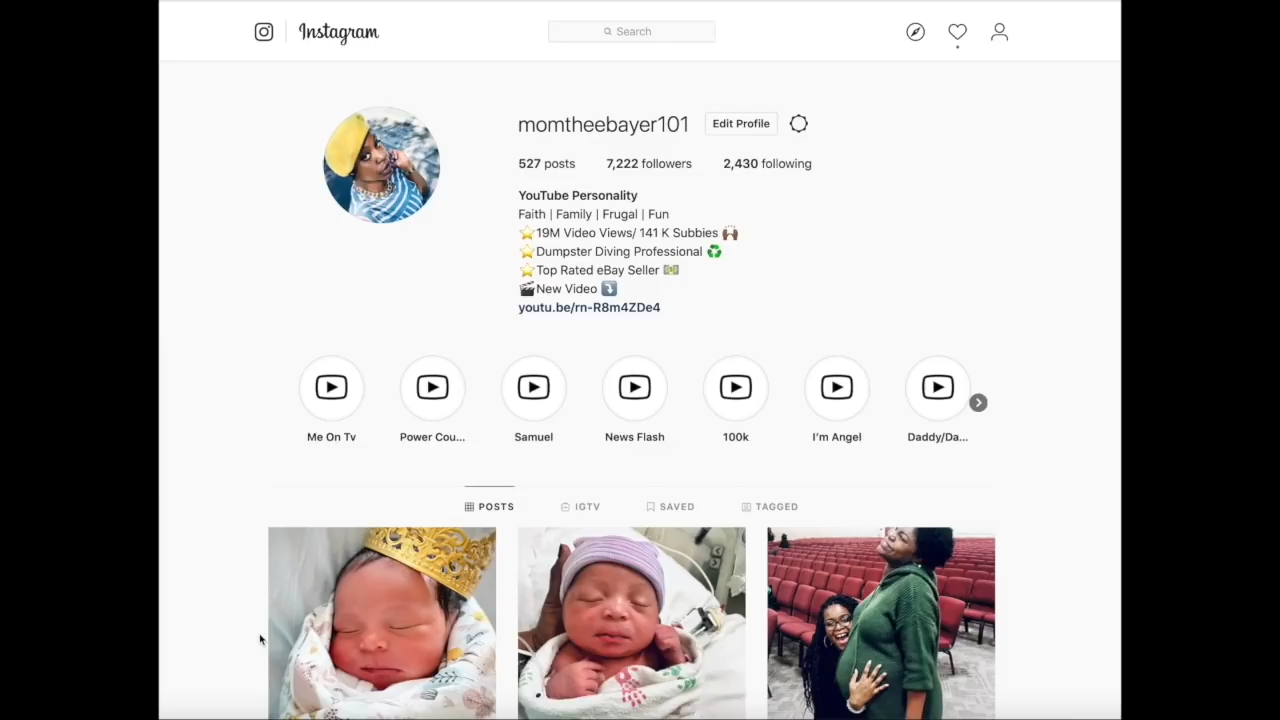 Instagram
Search
momtheebayer101 Edit Profile
527 posts 7,222 followers 2,430 following
YouTube Personality
Faith | Family | Frugal | Fun
⭐19M Video Views/ 141 K Subbies 🙌🏾
⭐Dumpster Diving Professional ♻️
⭐Top Rated eBay Seller 💵
🎬New Video ⤵️
youtu.be/rn-R8m4ZDe4
Me On Tv Power Cou... Samuel News Flash 100k I'm Angel Daddy/Da...
POSTS IGTV SAVED TAGGED